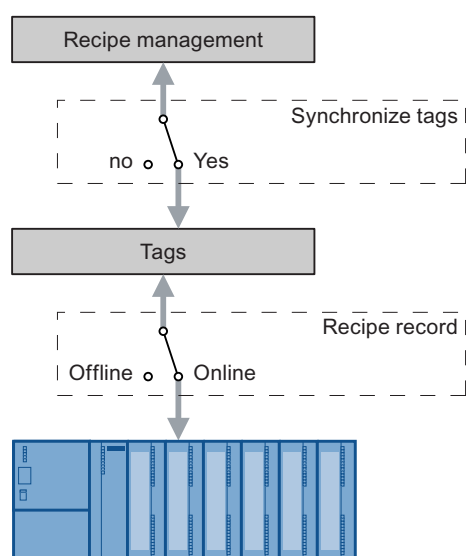 Recipe management
Synchronize tags
no Yes
Tags
Recipe record
Offline Online